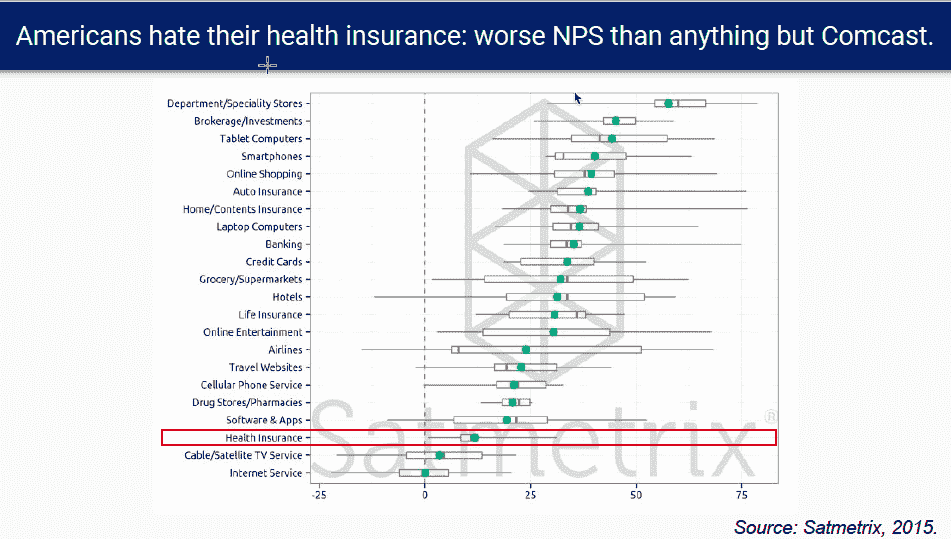 Americans hate their health insurance: worse NPS than anything but Comcast.
Department/Speciality Stores
Brokerage/Investments
Tablet Computers
Smartphones
Online Shopping
Auto Insurance
Home/Contents Insurance
Laptop Computers
Banking
Credit Cards
Grocery/Supermarkets
Hotels
Life Insurance
Online Entertainment
Airlines
Travel Websites
Cellular Phone Service
Drug Stores/Pharmacies
Software & Apps
Health Insurance
Cable/Satellite TV Service
Internet Service
Satmetrix®
-25 0 25 50 75
Source: Satmetrix, 2015.